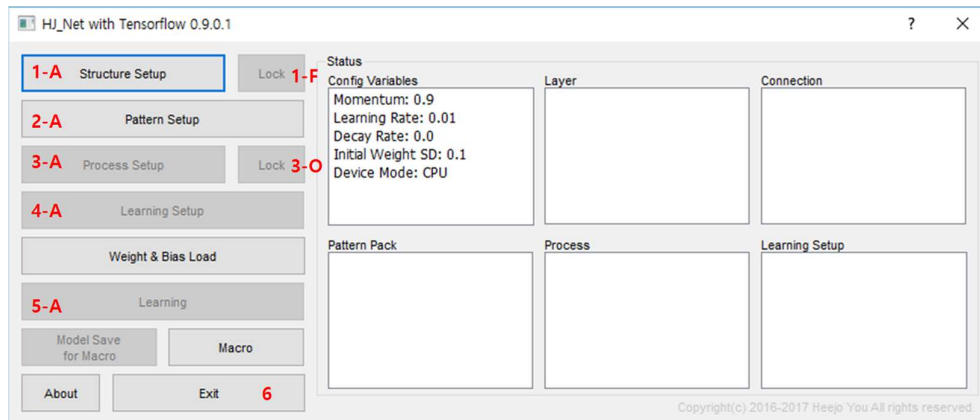 HJ_Net with Tensorflow 0.9.0.1
?
1-A Structure Setup
Lock 1-F
2-A Pattern Setup
3-A Process Setup
Lock 3-O
4-A Learning Setup
Weight & Bias Load
5-A Learning
Model Save
for Macro
Macro
About
Exit 6
Status
Config Variables
Momentum: 0.9
Learning Rate: 0.01
Decay Rate: 0.0
Initial Weight SD: 0.1
Device Mode: CPU
Layer
Connection
Pattern Pack
Process
Learning Setup
Copyright(c) 2016-2017 Heejo You All rights reserved.